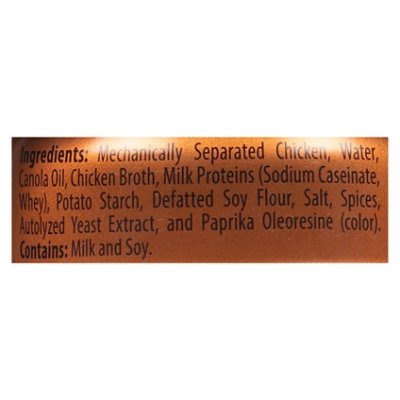 Ingredients: Mechanically Separated Chicken, Water,
Canola Oil, Chicken Broth, Milk Proteins (Sodium Caseinate,
Whey), Potato Starch, Defatted Soy Flour, Salt, Spices,
Autolyzed Yeast Extract, and Paprika Oleoresine (color).
Contains: Milk and Soy.